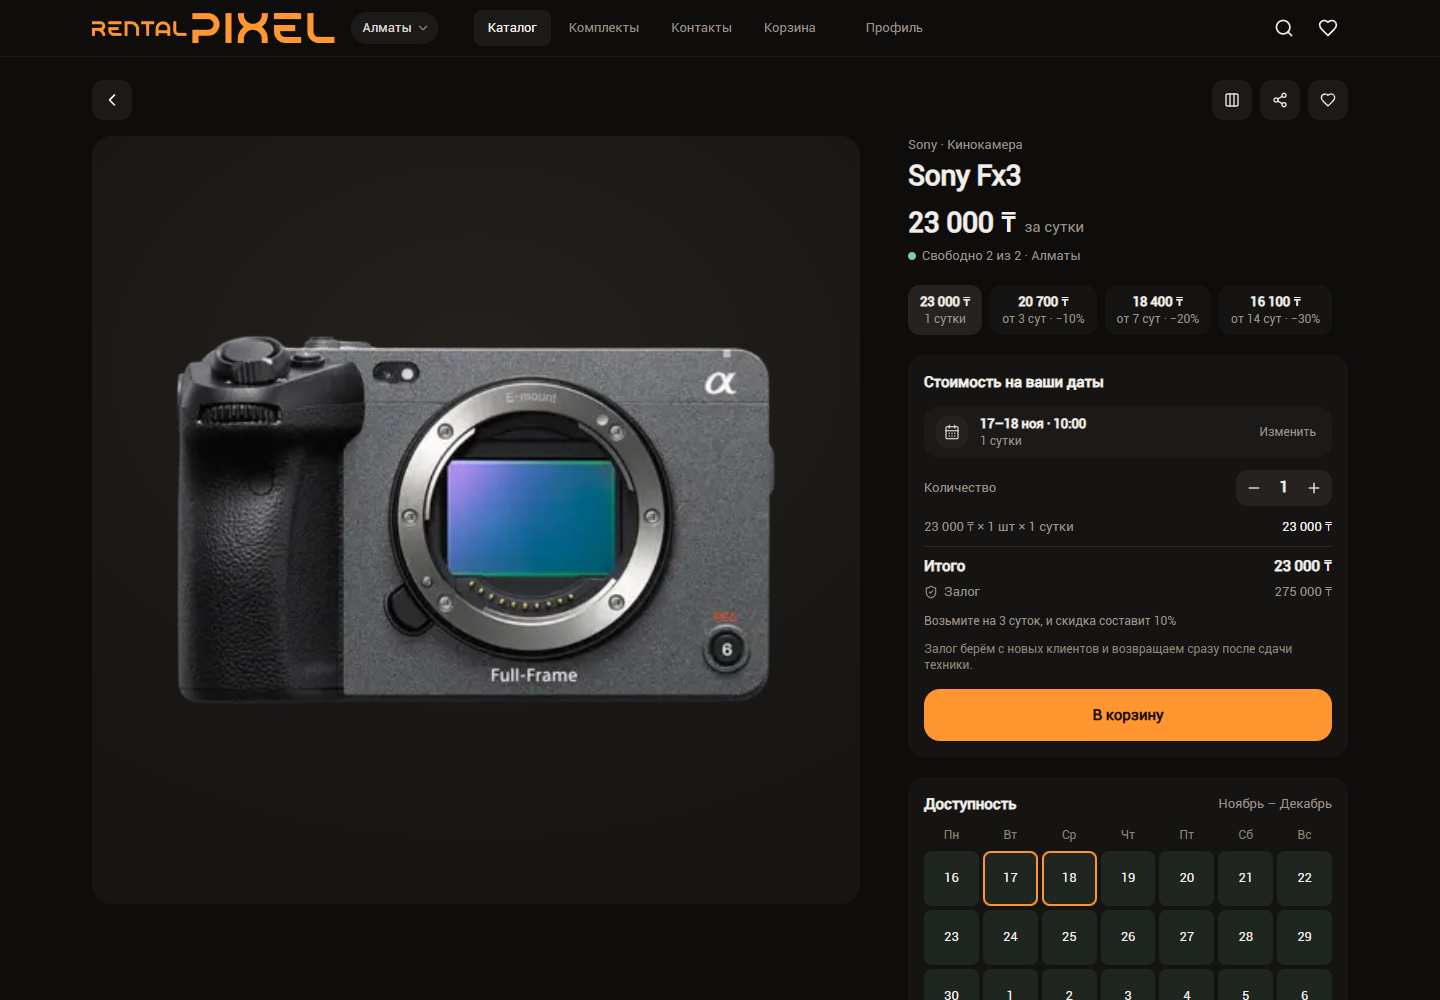 RENTAL PIXEL
Алматы
Каталог
Комплекты
Контакты
Корзина
Профиль
Sony · Кинокамера
Sony Fx3
23 000 ₸ за сутки
Свободно 2 из 2 · Алматы
23 000 ₸
1 сутки
20 700 ₸
от 3 сут · −10%
18 400 ₸
от 7 сут · −20%
16 100 ₸
от 14 сут · −30%
E-mount
α
REC
6
Full-Frame
Стоимость на ваши даты
17–18 ноя · 10:00
1 сутки
Изменить
Количество
− 1 +
23 000 ₸ × 1 шт × 1 сутки
23 000 ₸
Итого
23 000 ₸
Залог
275 000 ₸
Возьмите на 3 суток, и скидка составит 10%
Залог берём с новых клиентов и возвращаем сразу после сдачи
техники.
В корзину
Доступность
Ноябрь – Декабрь
Пн Вт Ср Чт Пт Сб Вс
16 17 18 19 20 21 22
23 24 25 26 27 28 29
30 1 2 3 4 5 6